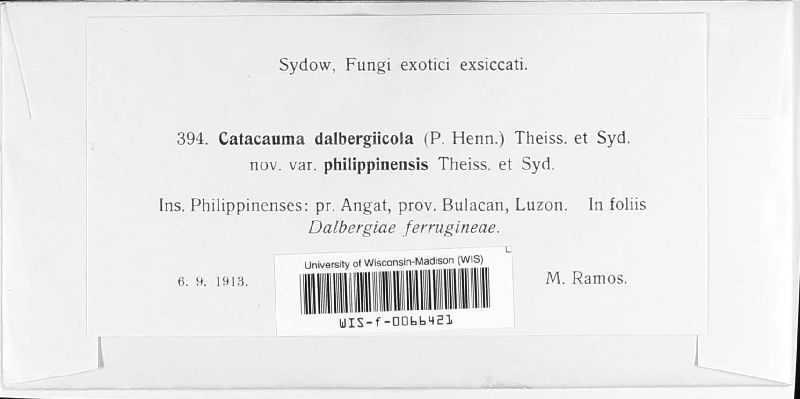 Sydow, Fungi exotici exsiccati.
394. Catacauma dalbergiicola (P. Henn.) Theiss. et Syd.
nov. var. philippinensis Theiss. et Syd.
Ins. Philippinenses: pr. Angat, prov. Bulacan, Luzon. In foliis
Dalbergiae ferrugineae.
6. 9. 1913.
M. Ramos.
University of Wisconsin-Madison (WIS)
WIS-f-0066421